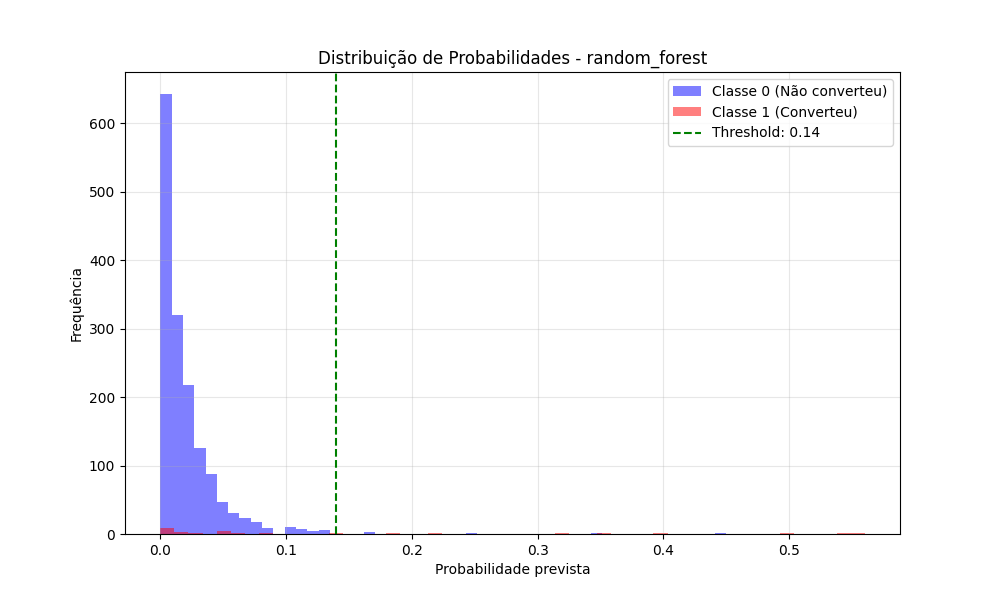 Distribuição de Probabilidades - random_forest
Classe 0 (Não converteu)
Classe 1 (Converteu)
Threshold: 0.14
Frequência
600
500
400
300
200
100
0
0.0 0.1 0.2 0.3 0.4 0.5
Probabilidade prevista